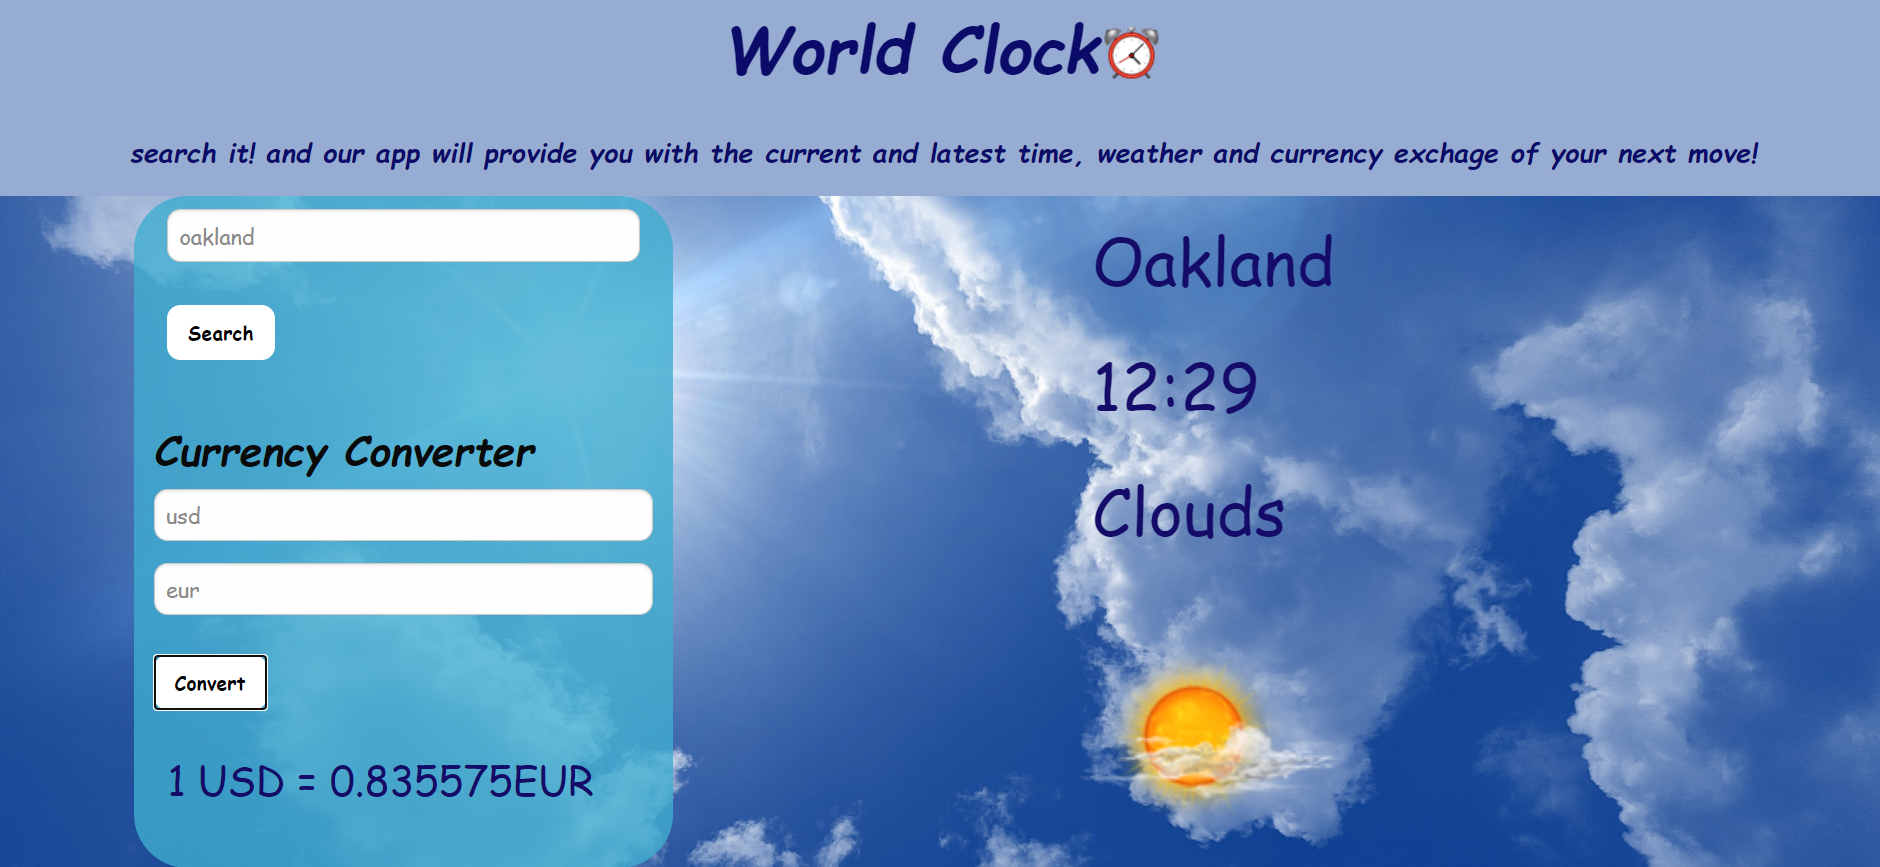 World Clock⏰
search it! and our app will provide you with the current and latest time, weather and currency exchage of your next move!
oakland
Search
Currency Converter
usd
eur
Convert
1 USD = 0.835575EUR
Oakland
12:29
Clouds